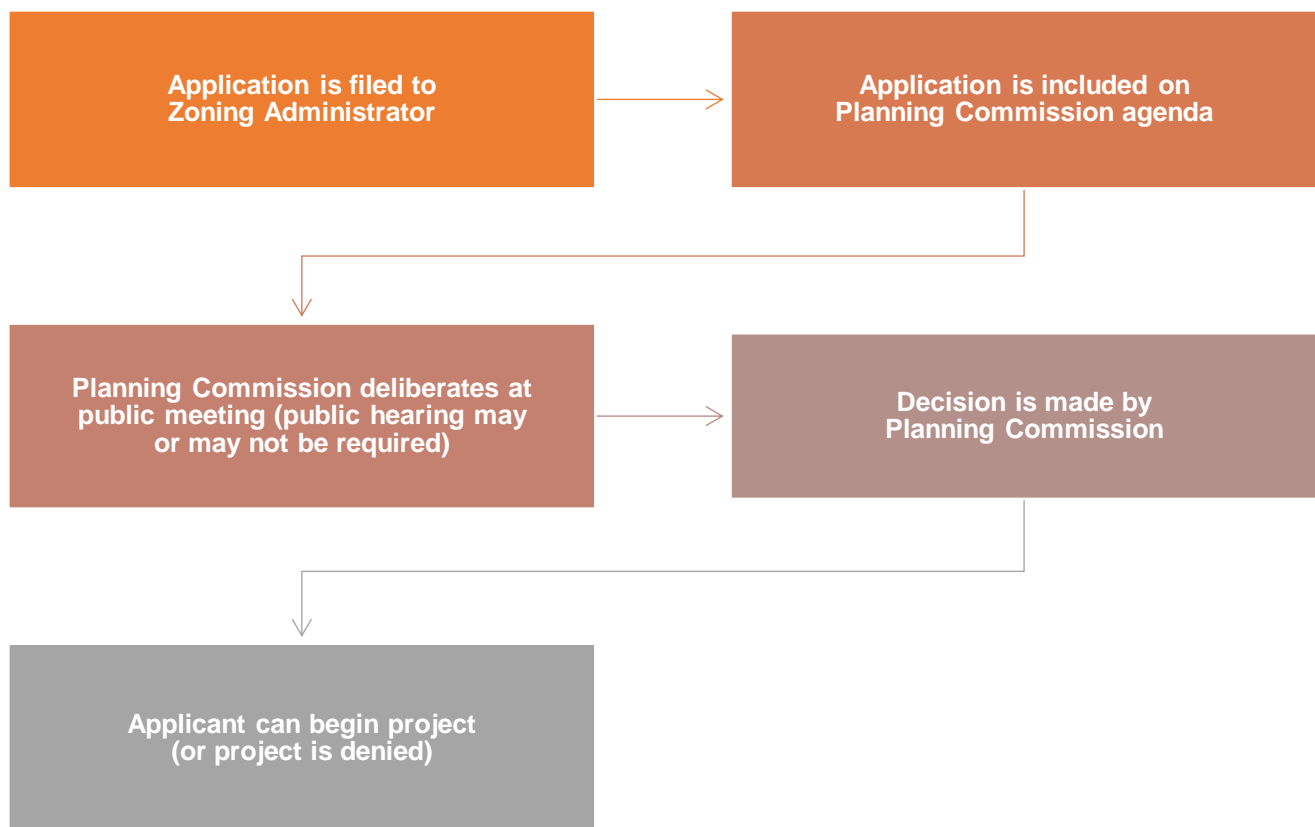 Application is filed to
Zoning Administrator
Application is included on
Planning Commission agenda
Planning Commission deliberates at
public meeting (public hearing may
or may not be required)
Decision is made by
Planning Commission
Applicant can begin project
(or project is denied)